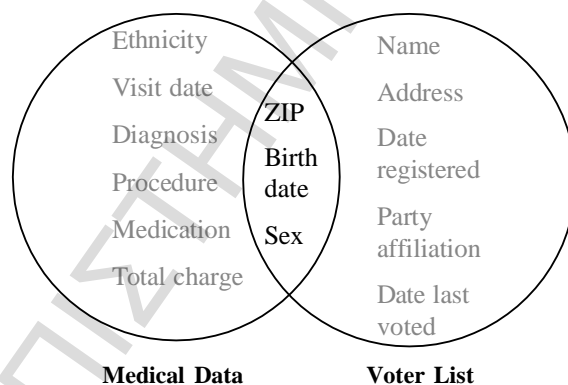 Ethnicity
Visit date
Diagnosis
Procedure
Medication
Total charge
ZIP
Birth
date
Sex
Name
Address
Date
registered
Party
affiliation
Date last
voted
Medical Data
Voter List
ΠΙΣΤΗΜΙ